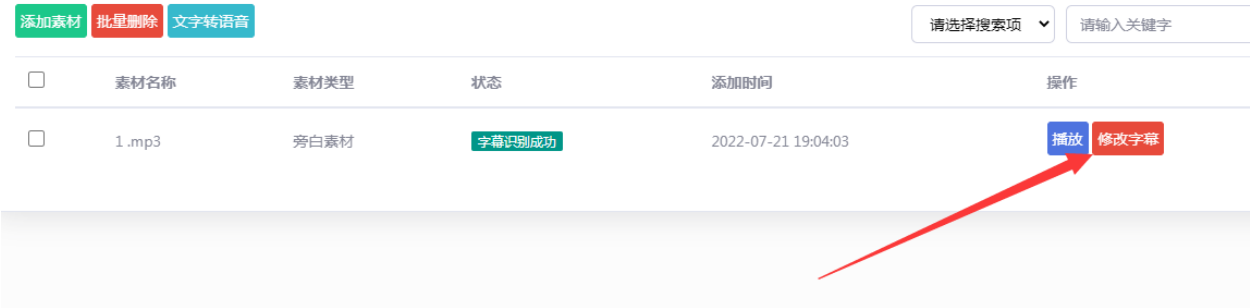 添加素材 批量删除 文字转语音 请选择搜索项 请输入关键字
素材名称 素材类型 状态 添加时间 操作
1.mp3 旁白素材 字幕识别成功 2022-07-21 19:04:03 播放 修改字幕